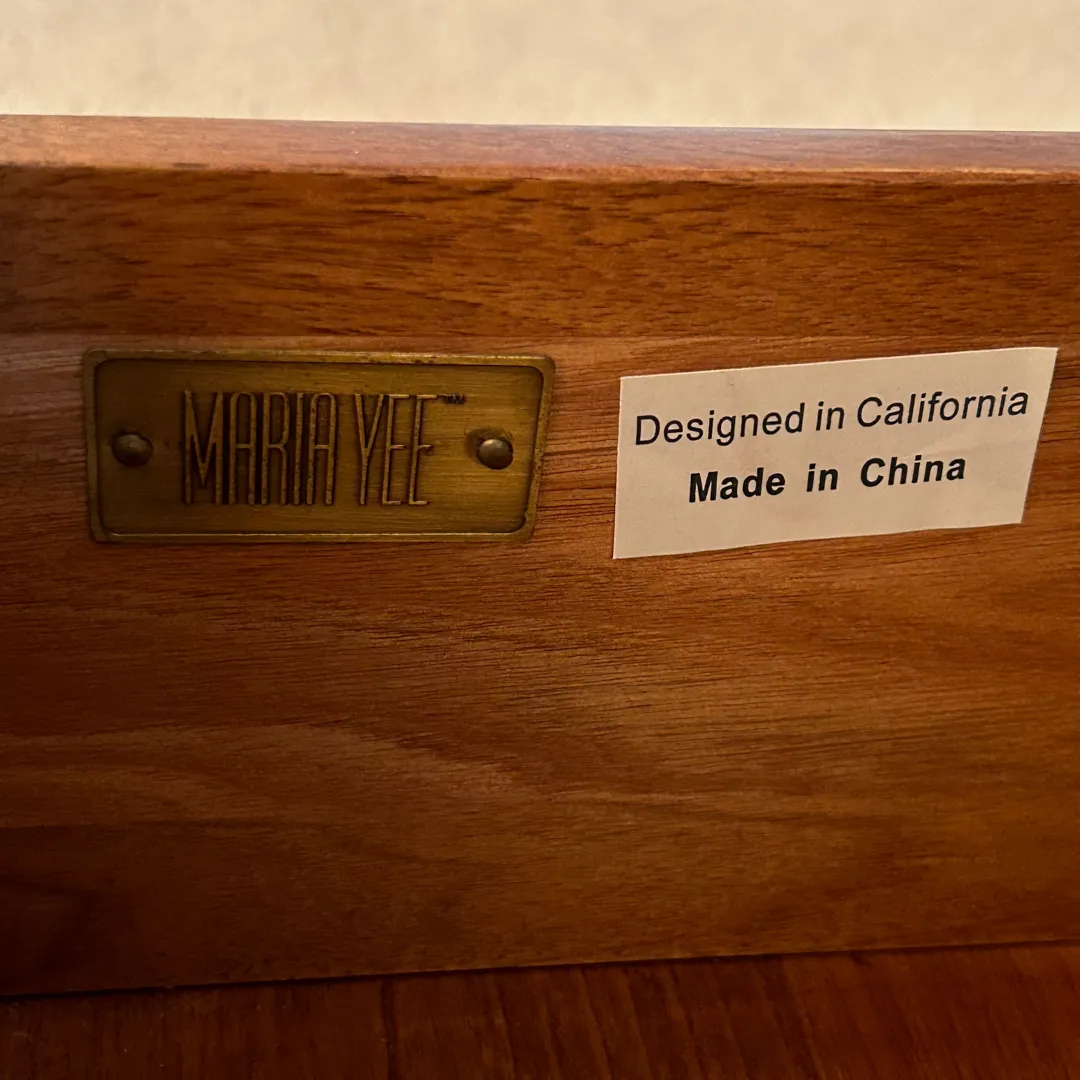 MARIA YEE™
Designed in California
Made in China